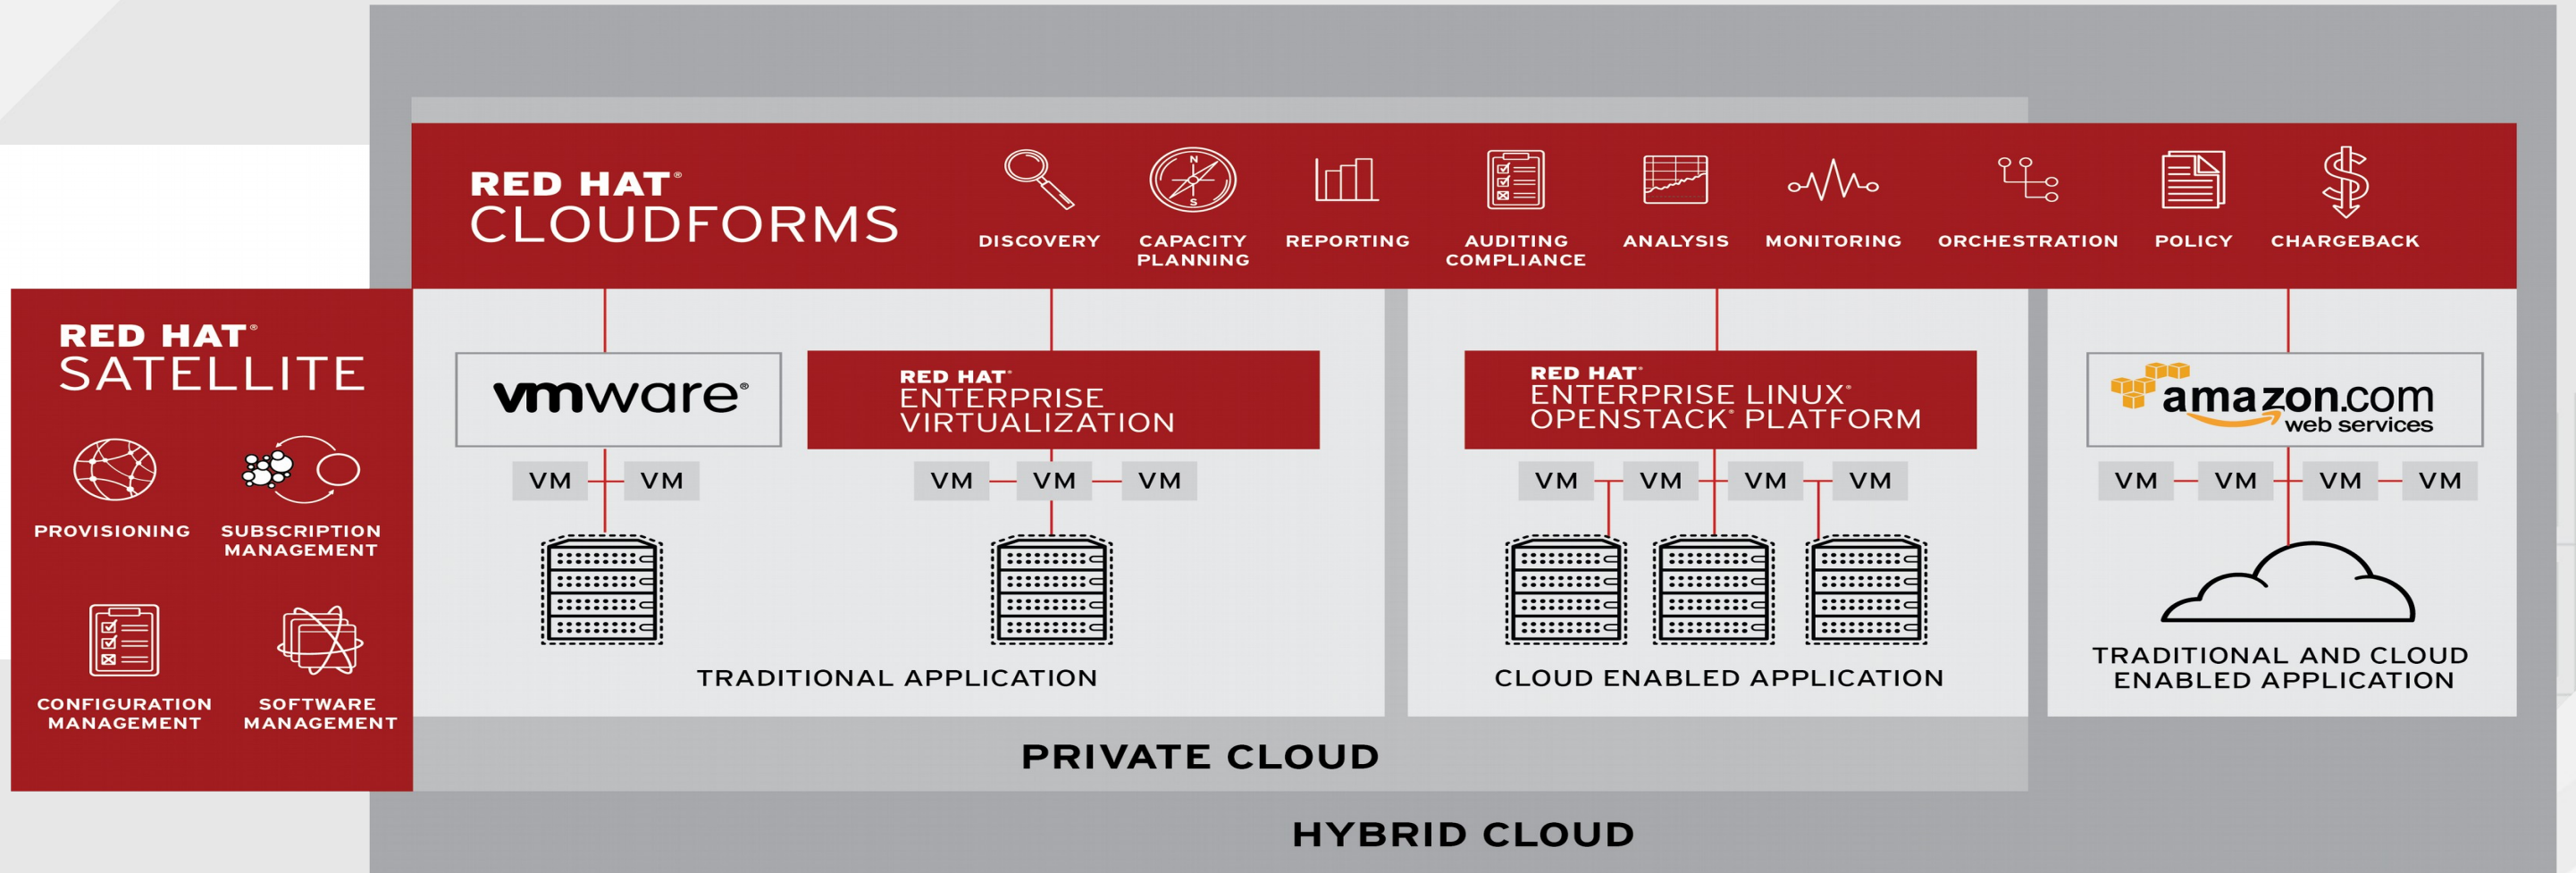 RED HAT®
CLOUDFORMS
N
S
DISCOVERY
CAPACITY
PLANNING
REPORTING
AUDITING
COMPLIANCE
ANALYSIS
MONITORING
ORCHESTRATION
POLICY
CHARGEBACK
RED HAT®
SATELLITE
PROVISIONING
SUBSCRIPTION
MANAGEMENT
CONFIGURATION
MANAGEMENT
SOFTWARE
MANAGEMENT
vmware®
VM VM
RED HAT®
ENTERPRISE
VIRTUALIZATION
VM VM VM
TRADITIONAL APPLICATION
RED HAT®
ENTERPRISE LINUX®
OPENSTACK® PLATFORM
VM VM VM VM
CLOUD ENABLED APPLICATION
amazon.com
web services
VM VM VM VM
TRADITIONAL AND CLOUD
ENABLED APPLICATION
PRIVATE CLOUD
HYBRID CLOUD